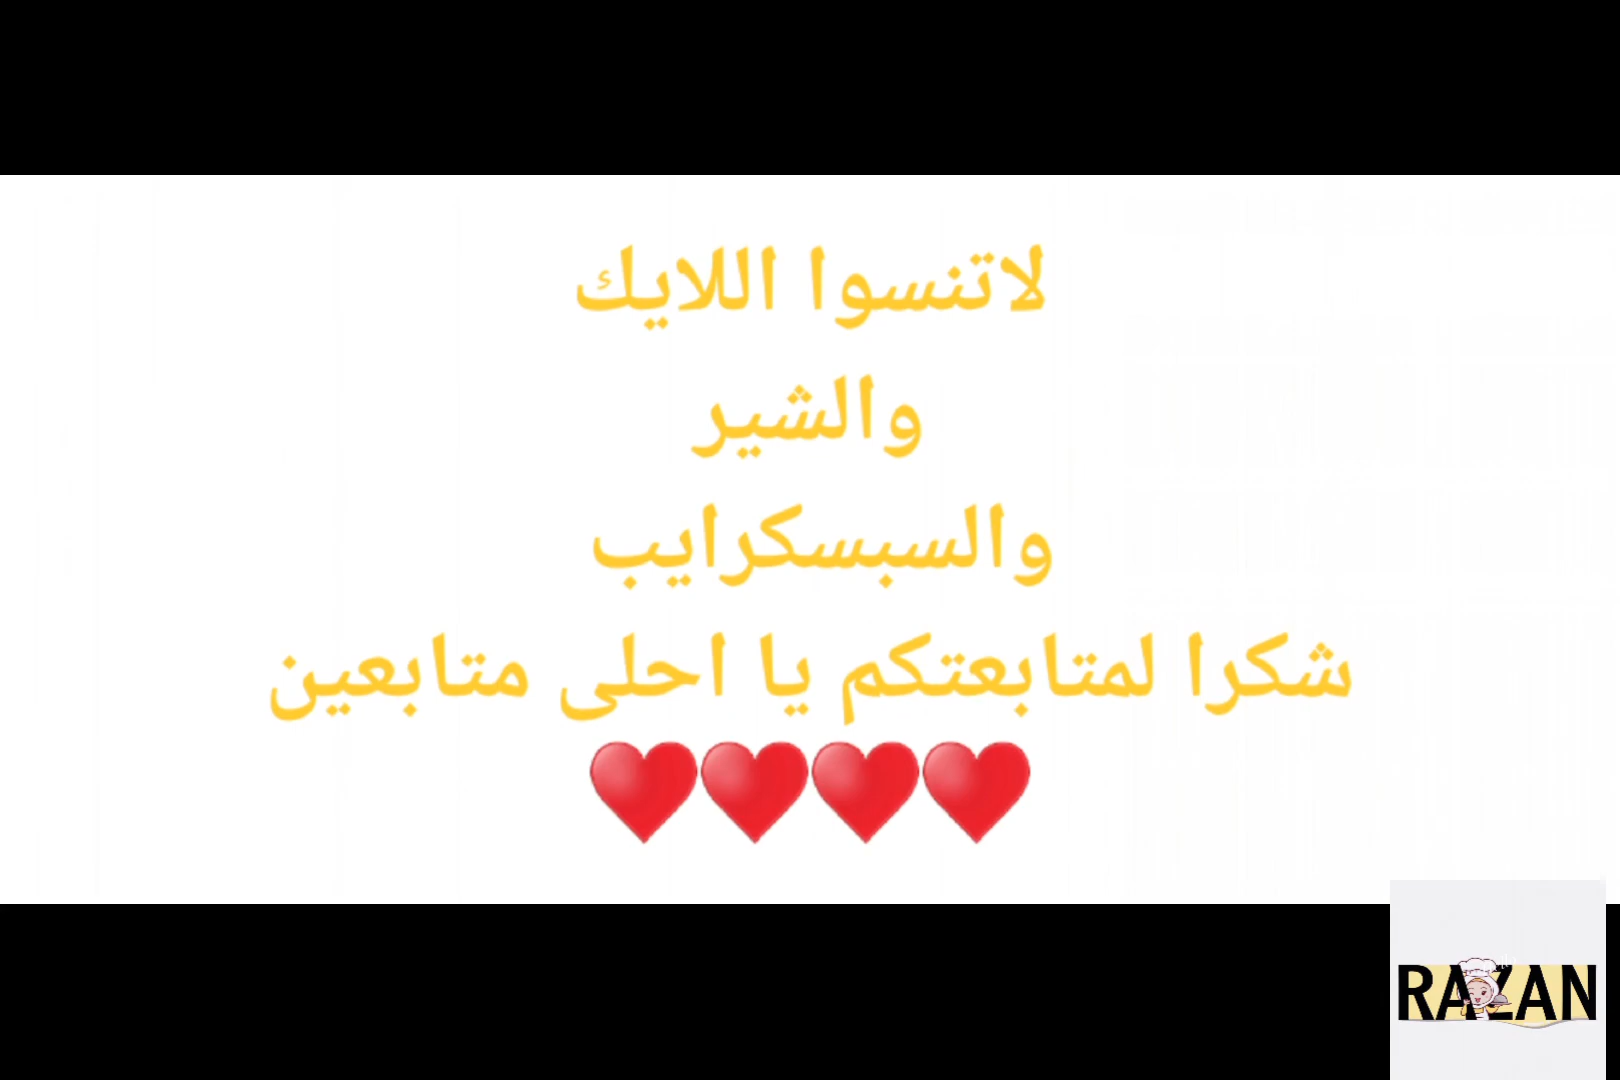 لاتنسوا اللايك
والشير
والسبسكرايب
شكرا لمتابعتكم يا احلى متابعين
♥♥♥♥
RAZAN